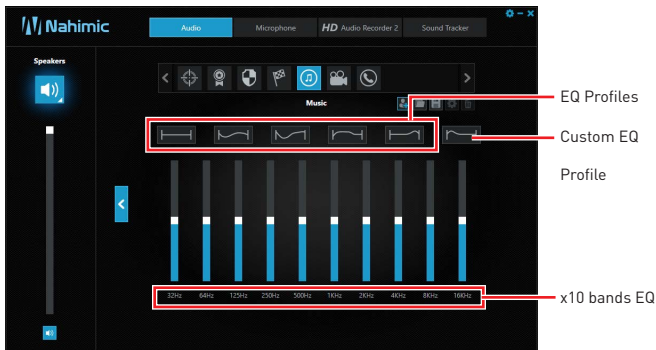 Nahimic
Audio
Microphone
HD Audio Recorder 2
Sound Tracker
Speakers
Music
EQ Profiles
Custom EQ
Profile
32Hz 64Hz 125Hz 250Hz 500Hz 1KHz 2KHz 4KHz 8KHz 16KHz
x10 bands EQ